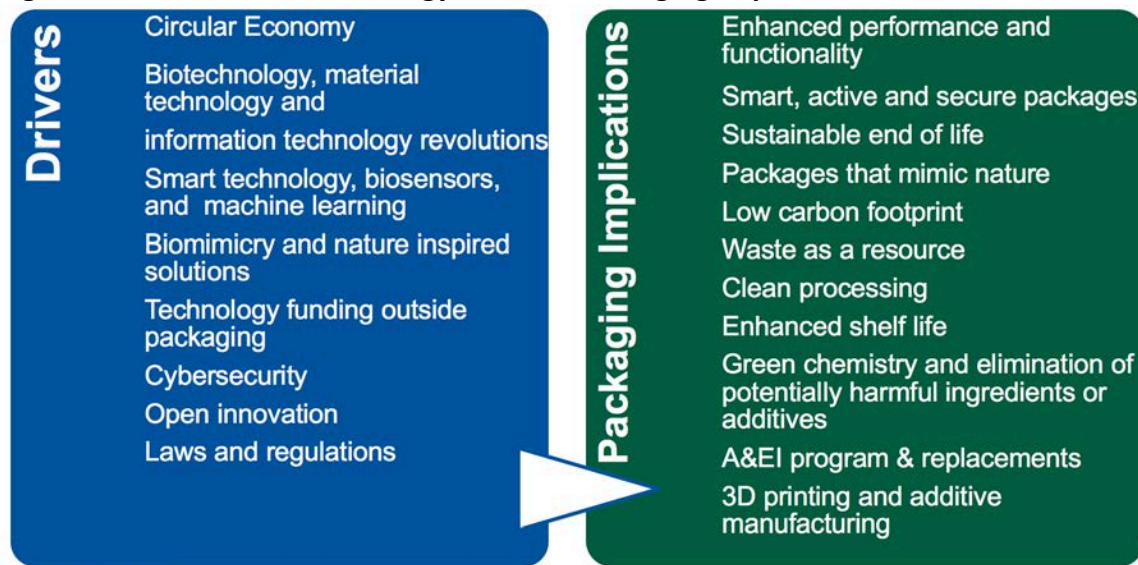 Drivers
Circular Economy
Biotechnology, material
technology and
information technology revolutions
Smart technology, biosensors,
and machine learning
Biomimicry and nature inspired
solutions
Technology funding outside
packaging
Cybersecurity
Open innovation
Laws and regulations
Packaging Implications
Enhanced performance and
functionality
Smart, active and secure packages
Sustainable end of life
Packages that mimic nature
Low carbon footprint
Waste as a resource
Clean processing
Enhanced shelf life
Green chemistry and elimination of
potentially harmful ingredients or
additives
A&EI program & replacements
3D printing and additive
manufacturing